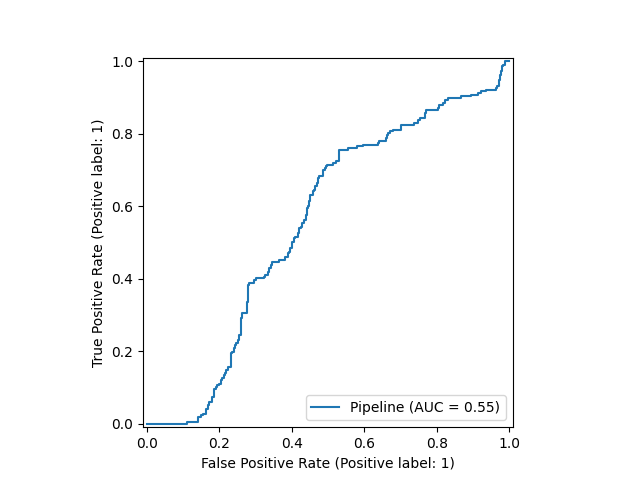 1.0
0.8
0.6
0.4
0.2
0.0
True Positive Rate (Positive label: 1)
Pipeline (AUC = 0.55)
0.0 0.2 0.4 0.6 0.8 1.0
False Positive Rate (Positive label: 1)